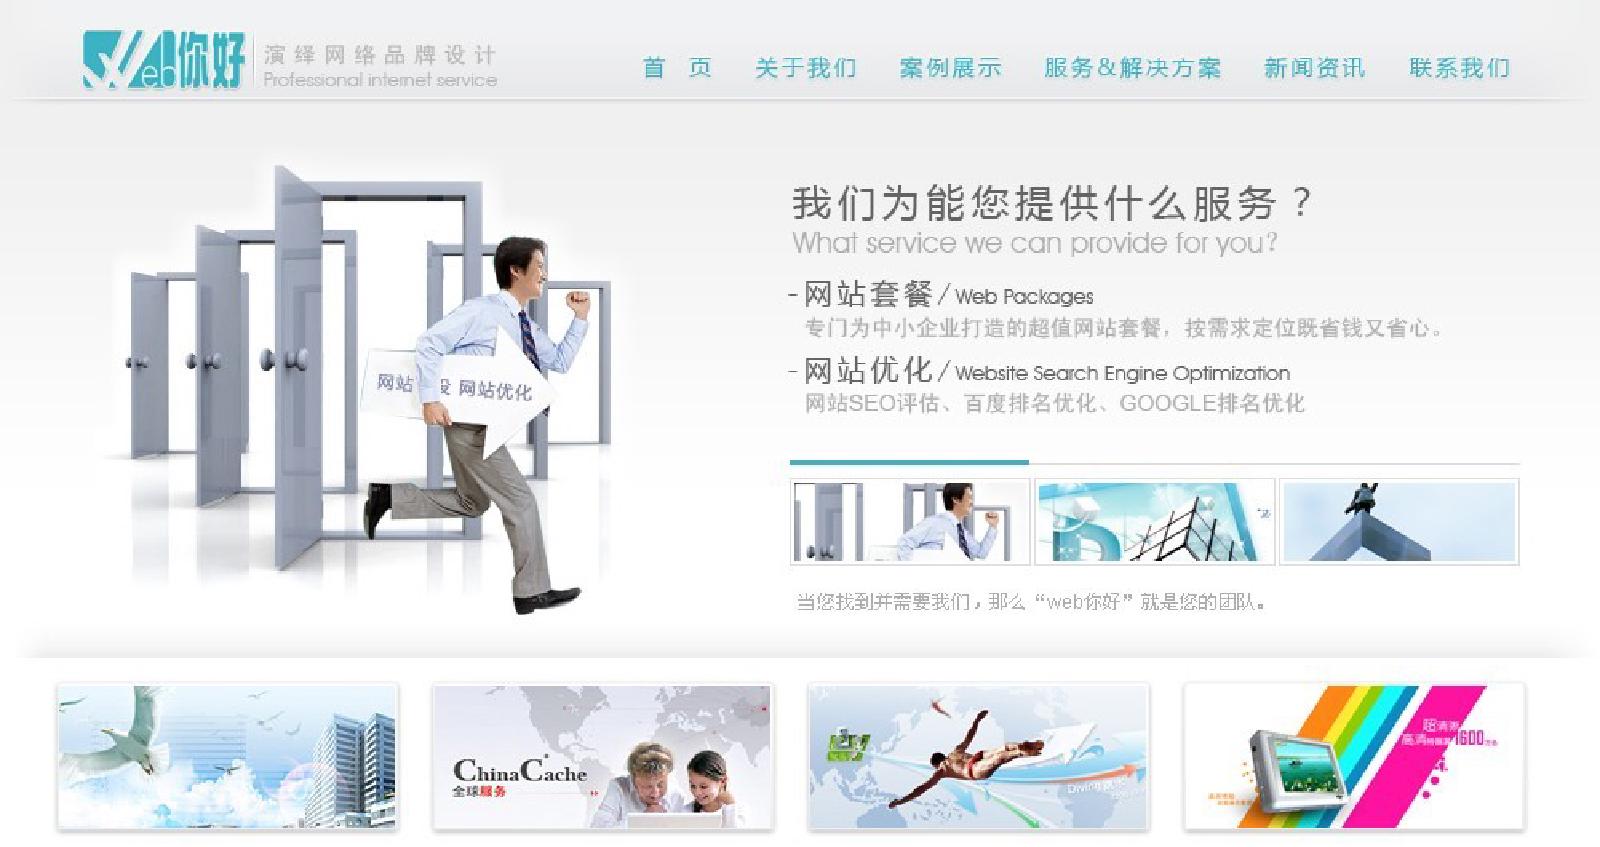 Web你好
演绎网络品牌设计
Professional internet service
首 页 关于我们 案例展示 服务&解决方案 新闻资讯 联系我们
我们为能您提供什么服务？
What service we can provide for you?
-网站套餐/Web Packages
专门为中小企业打造的超值网站套餐，按需求定位既省钱又省心。
-网站优化/Website Search Engine Optimization
网站SEO评估、百度排名优化、GOOGLE排名优化
网站 设 网站优化
当您找到并需要我们，那么“web你好”就是您的团队。
ChinaCache
全球服务
Diving
超清
高清 1600